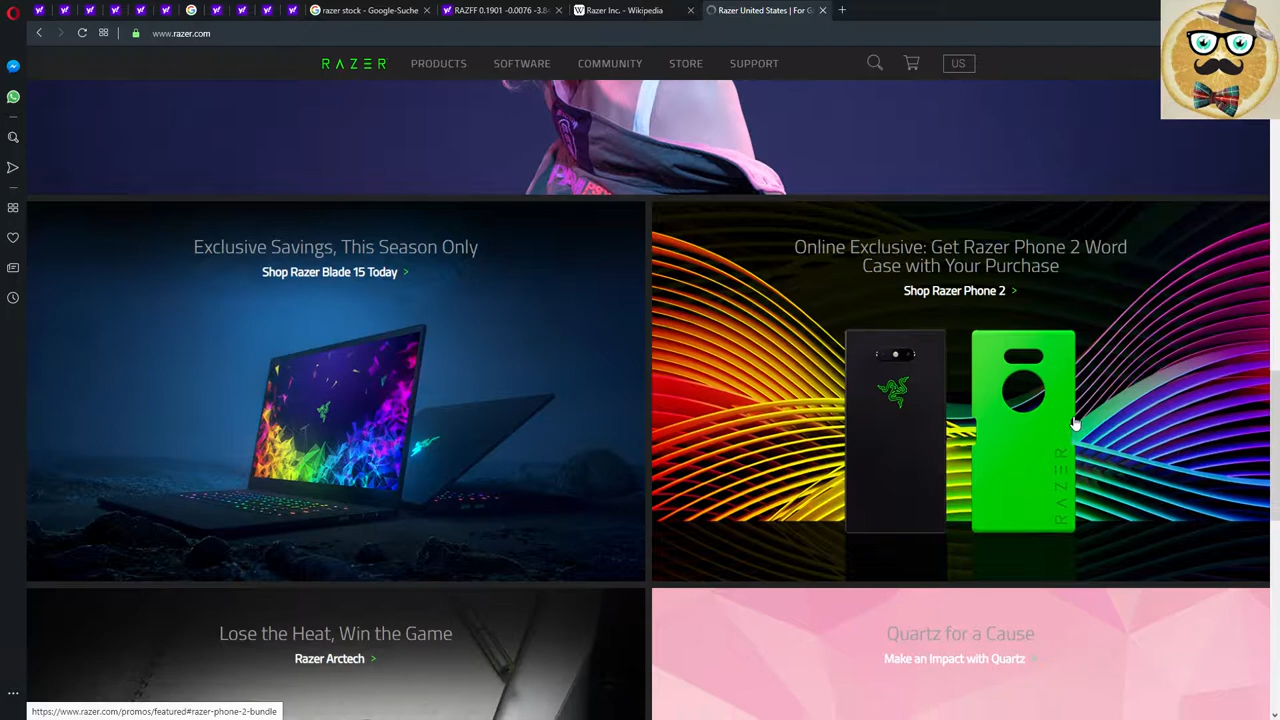 razer stock - Google-Suche
RAZFF 0.1901 -0.0076 -3.8
Razer Inc. - Wikipedia
Razer United States | For G
www.razer.com
RAZER
PRODUCTS
SOFTWARE
COMMUNITY
STORE
SUPPORT
US
Exclusive Savings, This Season Only
Shop Razer Blade 15 Today >
Online Exclusive: Get Razer Phone 2 Word
Case with Your Purchase
Shop Razer Phone 2 >
RAZER
Lose the Heat, Win the Game
Razer Arctech >
Quartz for a Cause
Make an Impact with Quartz >
https://www.razer.com/promos/featured#razer-phone-2-bundle